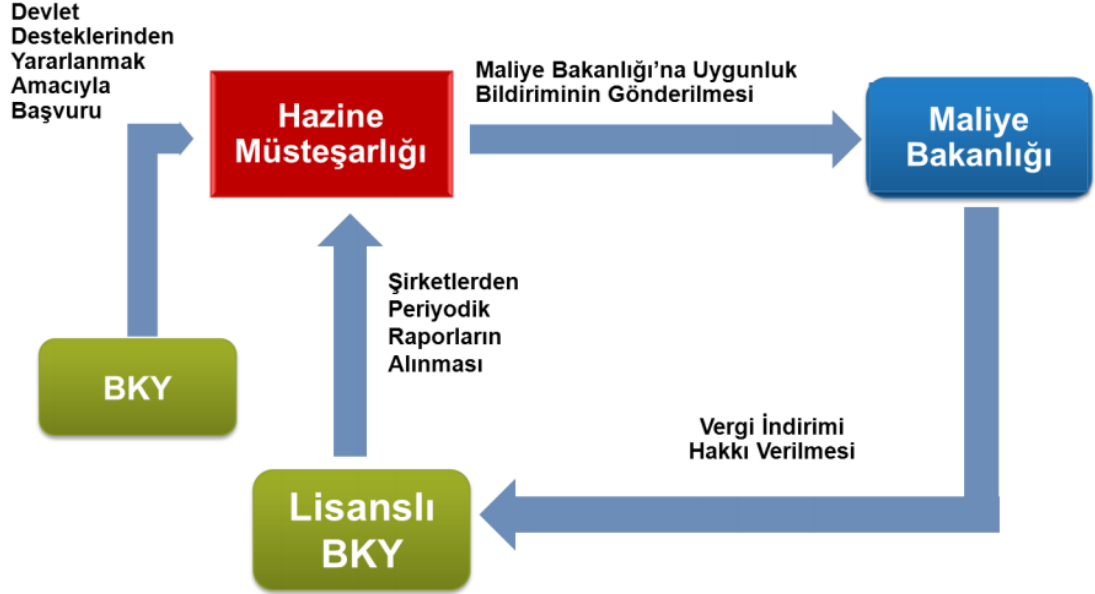 Devlet
Desteklerinden
Yararlanmak
Amacıyla
Başvuru
Hazine
Müsteşarlığı
Maliye Bakanlığı’na Uygunluk
Bildiriminin Gönderilmesi
Maliye
Bakanlığı
Şirketlerden
Periyodik
Raporların
Alınması
BKY
Vergi İndirimi
Hakkı Verilmesi
Lisanslı
BKY